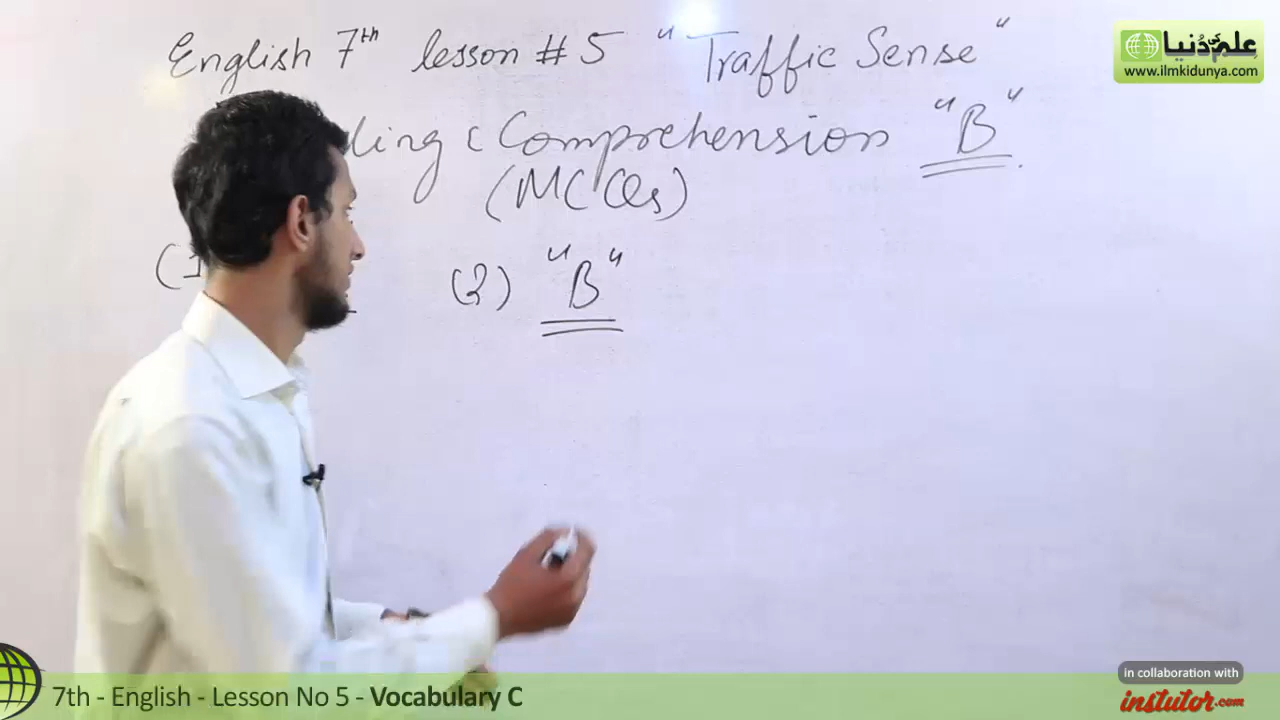 English 7th lesson # 5 "Traffic Sense"
ding Comprehension "B"
(MCQs)
(1
(2) "B"
علم کی دنیا
www.ilmkidunya.com
in collaboration with
instutor.com
7th - English - Lesson No 5 - Vocabulary C